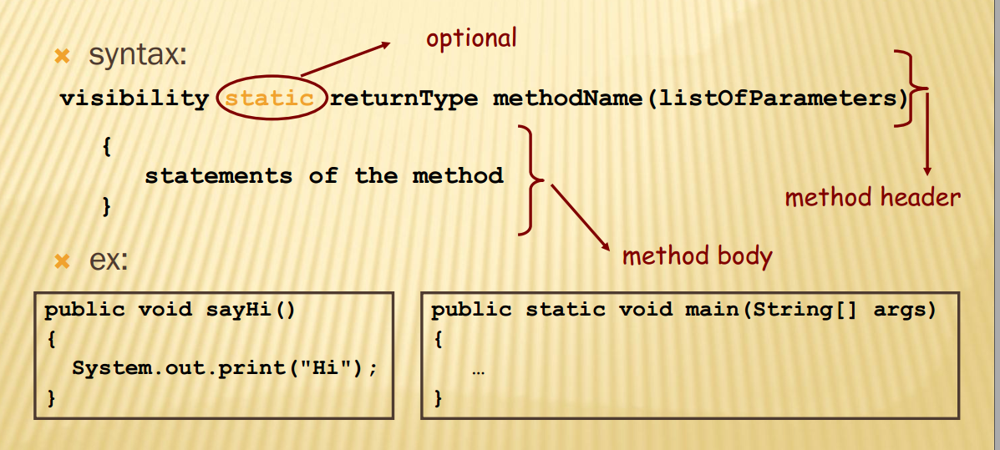 optional
syntax:
visibility static returnType methodName(listOfParameters)
{
statements of the method
}
method header
method body
ex:
public void sayHi()
{
System.out.print("Hi");
}
public static void main(String[] args)
{
…
}